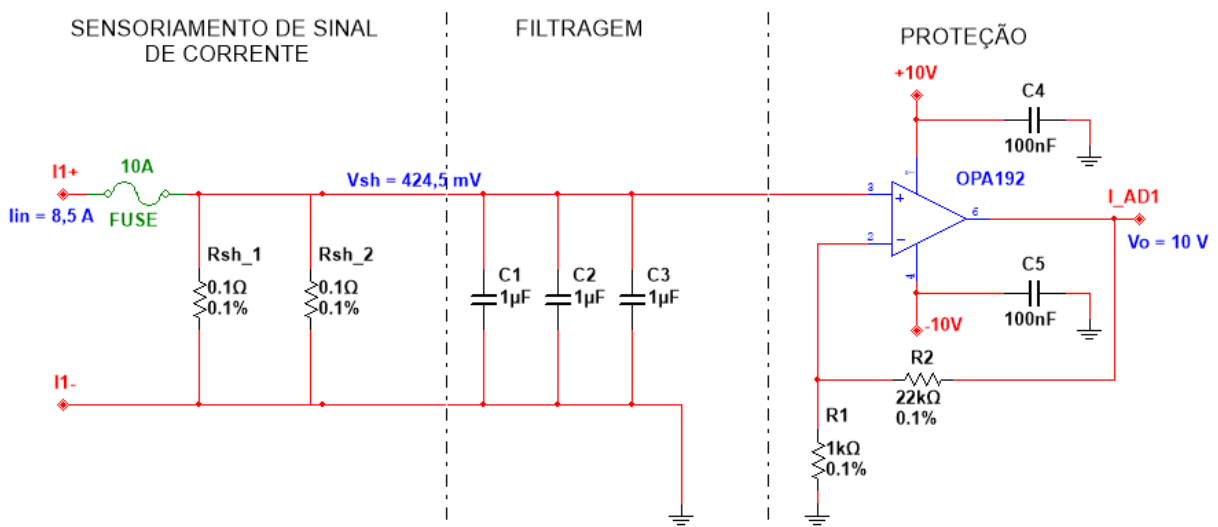 SENSORIAMENTO DE SINAL
DE CORRENTE
FILTRAGEM
PROTEÇÃO
+10V
C4
100nF
I1+
10A
FUSE
Iin = 8,5 A
Vsh = 424,5 mV
7
3
2
4
6
OPA192
I_AD1
Vo = 10 V
Rsh_1
0.1Ω
0.1%
Rsh_2
0.1Ω
0.1%
C1
1µF
C2
1µF
C3
1µF
C5
100nF
-10V
I1-
R2
22kΩ
0.1%
R1
1kΩ
0.1%